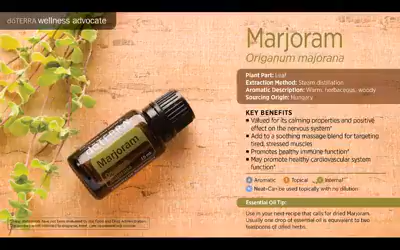 dōTERRA wellness advocate
Marjoram
Origanum majorana
Plant Part: Leaf
Extraction Method: Steam distillation
Aromatic Description: Warm, herbaceous, woody
Sourcing Origin: Hungary
KEY BENEFITS
■ Valued for its calming properties and positive
effect on the nervous system*
■ Add to a soothing massage blend for targeting
tired, stressed muscles
■ Promotes healthy immune function*
■ May promote healthy cardiovascular system
function*
A Aromatic T Topical I Internal
N Neat–Can be used topically with no dilution
Essential Oil Tip:
Use in your next recipe that calls for dried Marjoram.
Usually one drop of essential oil is equivalent to two
teaspoons of dried herbs.
dōTERRA
Marjoram
15 mL